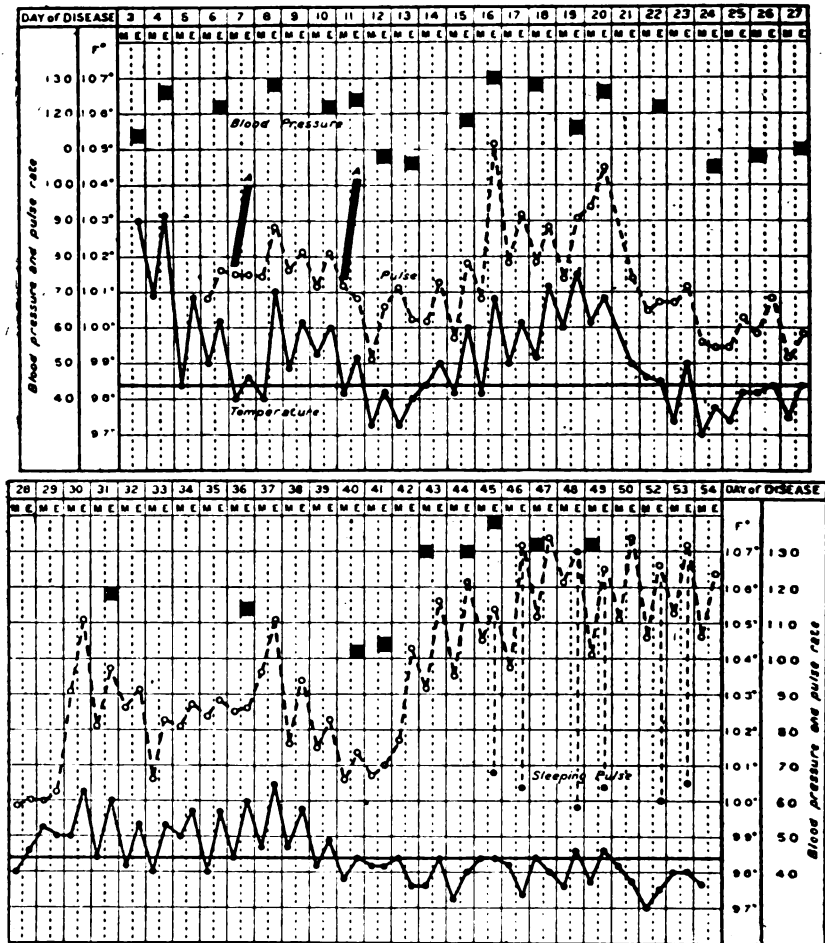 DAY of DISEASE 3 4 5 6 7 8 9 10 11 12 13 14 15 16 17 18 19 20 21 22 23 24 25 26 27
M E M E M E M E M E M E M E M E M E M E M E M E M E M E M E M E M E M E M E M E M E M E M E M E M E
F°
130 107°
120 106°
Blood Pressure
0 105°
100 104°
90 103°
80 102°
Pulse
70 101°
60 100°
50 99°
40 98°
Temperature
97°
Blood pressure and pulse rate
28 29 30 31 32 33 34 35 36 37 38 39 40 41 42 43 44 45 46 47 48 49 50 52 53 54 DAY of DISEASE
M E M E M E M E M E M E M E M E M E M E M E M E M E M E M E M E M E M E M E M E M E M E M E M E M E M E
F°
107° 130
106° 120
105° 110
104° 100
103° 90
102° 80
Sleeping Pulse
101° 70
100° 60
99° 50
98° 40
97°
Blood pressure and pulse rate